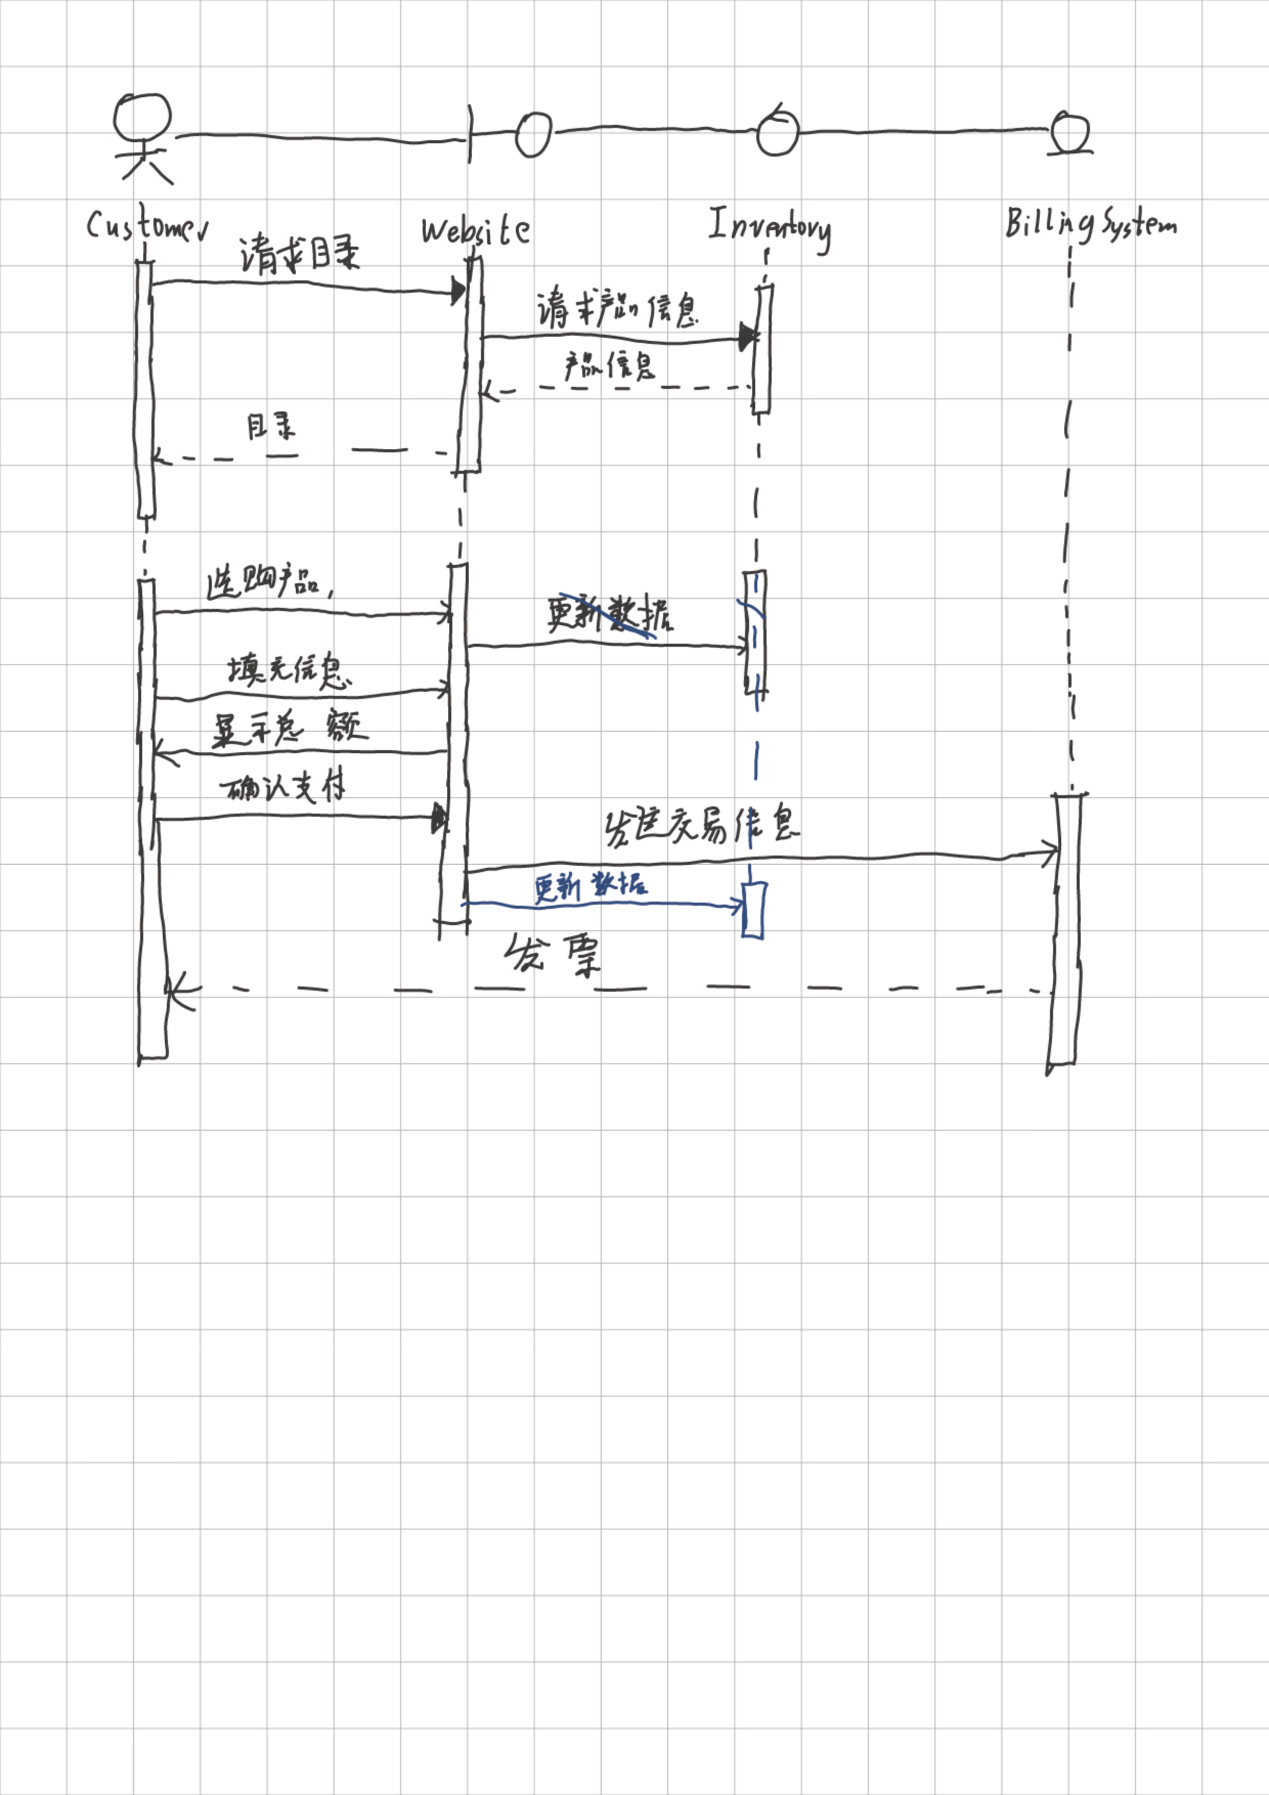 Customer Website Inventory Billing System
请求目录
请求产品信息
产品信息
目录
选购产品,
更新数据
填充信息
显示总额
确认支付
发送交易信息
更新数据
发票